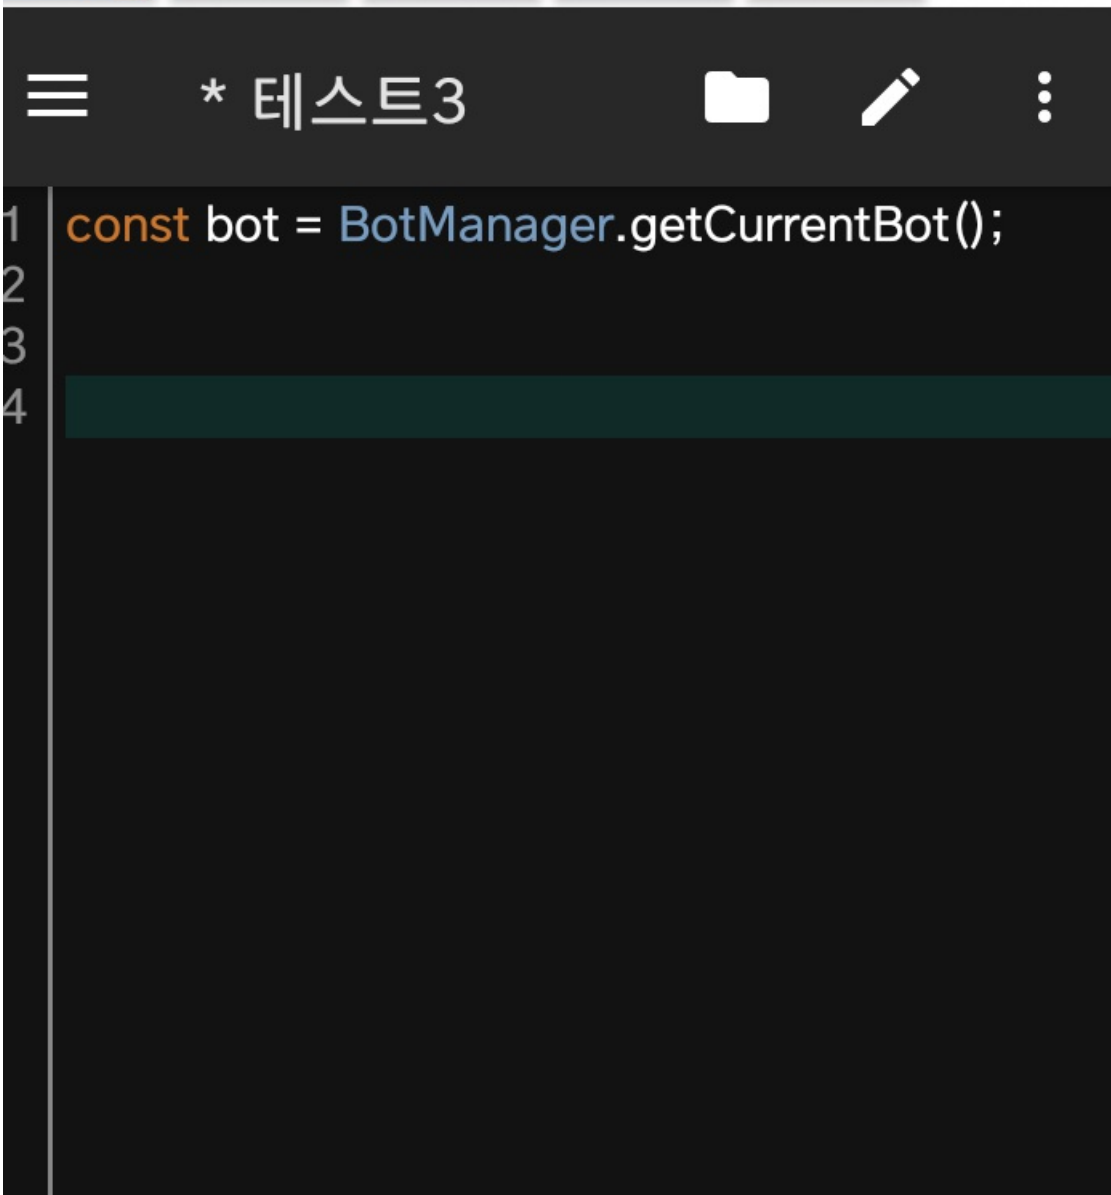 * 테스트3
1 const bot = BotManager.getCurrentBot();
2
3
4